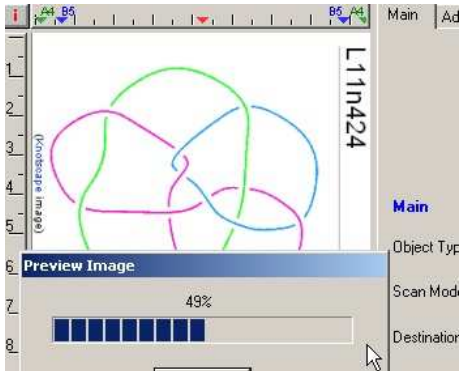 i A4 B5 B5 A4 Main Ad
1
2
3
4
5
6
7
8
L11n424
(Knotscape image)
Main
Object Typ
Scan Mode
Destination
Preview Image
49%